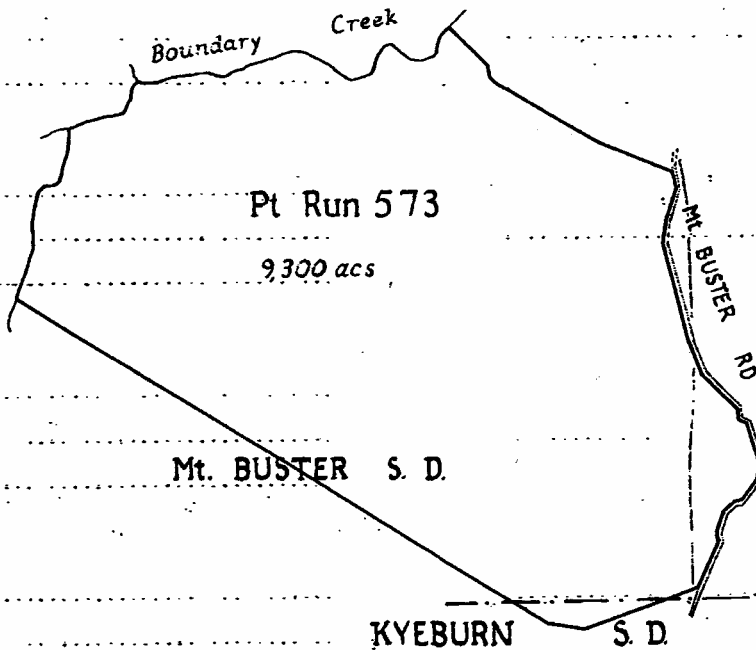 Boundary Creek
Pt Run 573
9,300 acs
Mt. BUSTER RD
Mt. BUSTER S. D.
KYEBURN S. D.